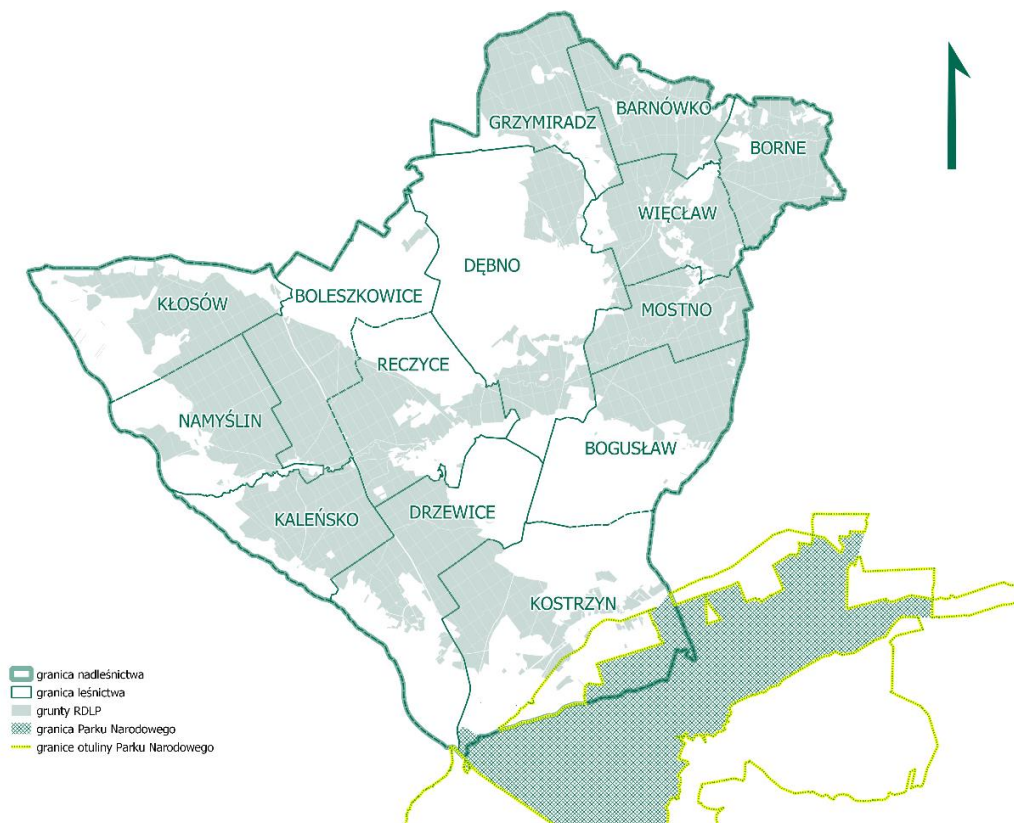 BARNÓWKO
GRZYMIRADZ
BORNE
WIĘCŁAW
DĘBNO
BOLESZKOWICE
KŁOSÓW
MOSTNO
RECZYCE
NAMYŚLIN
BOGUSŁAW
KALEŃSKO
DRZEWICE
KOSTRZYN
granica nadleśnictwa
granica leśnictwa
grunty RDLP
granica Parku Narodowego
granice otuliny Parku Narodowego